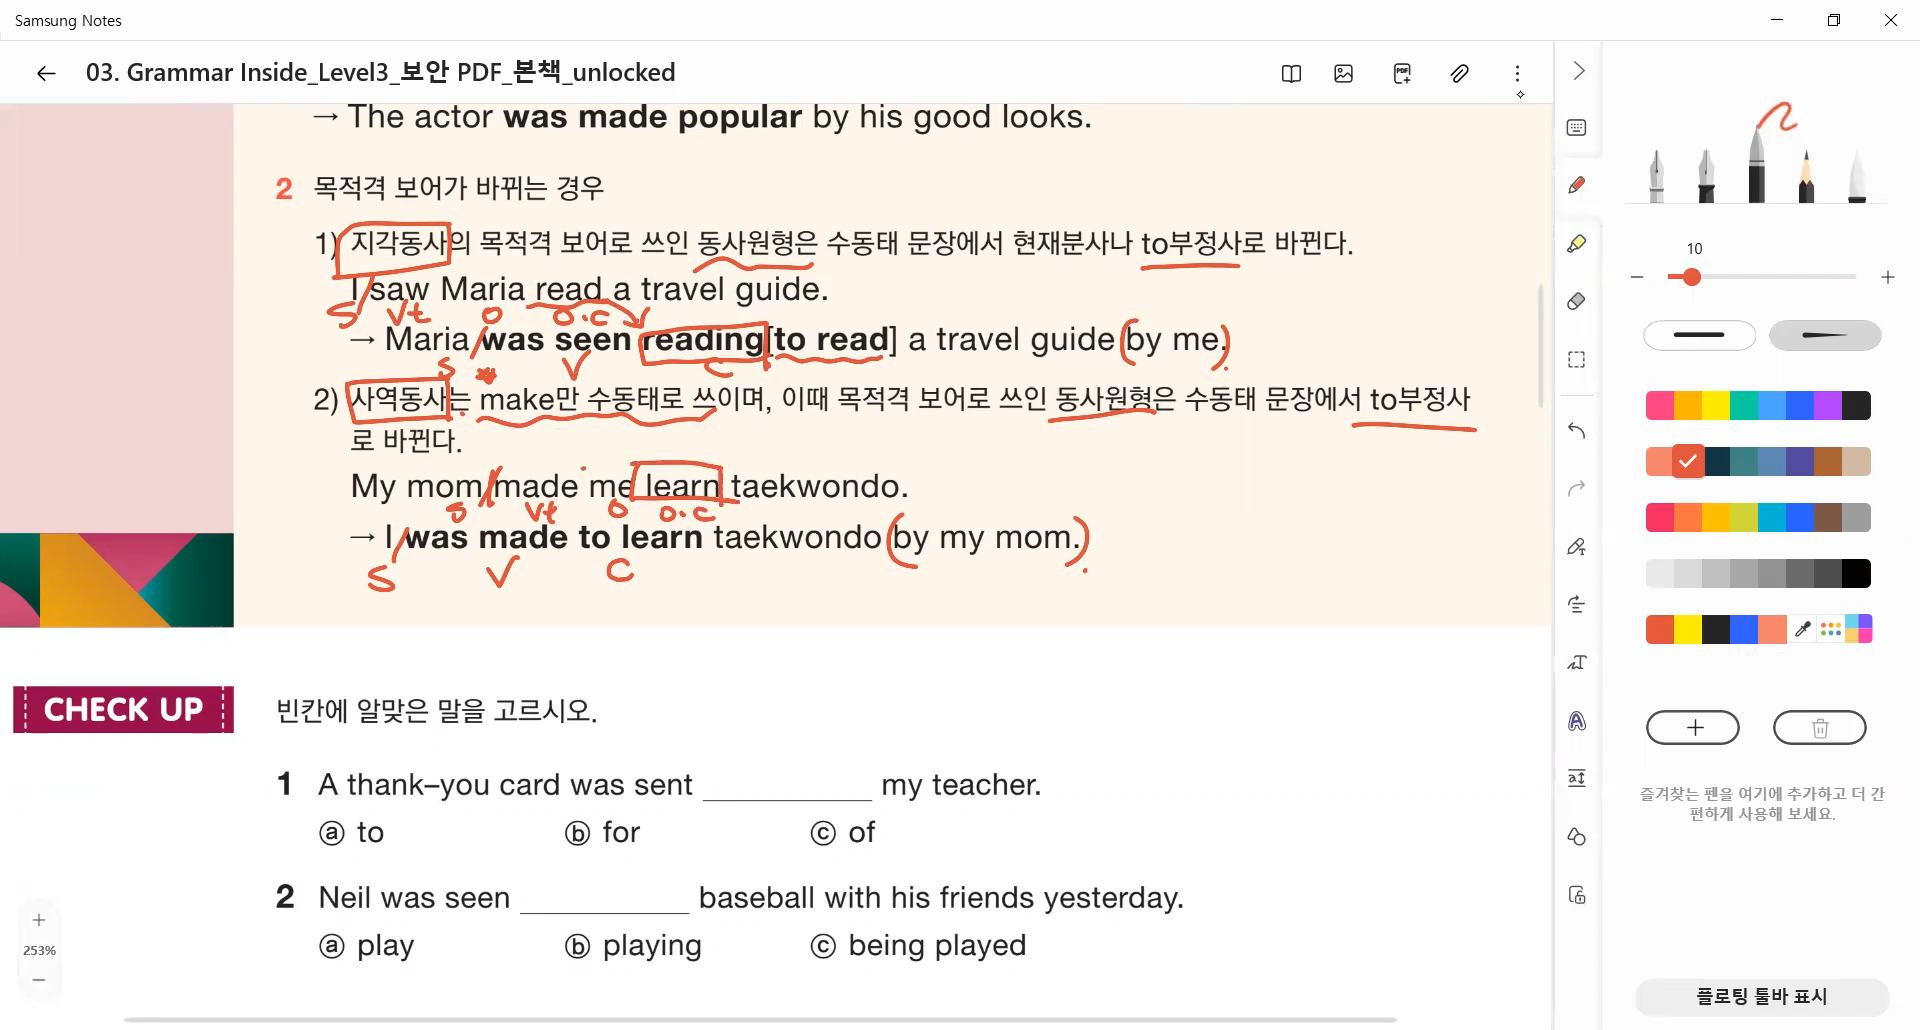 Samsung Notes
03. Grammar Inside_Level3_보안 PDF_본책_unlocked
→ The actor was made popular by his good looks.
2 목적격 보어가 바뀌는 경우
1) 지각동사의 목적격 보어로 쓰인 동사원형은 수동태 문장에서 현재분사나 to부정사로 바뀐다.
I saw Maria read a travel guide.
S Vt O O.C
→ Maria was seen reading[to read] a travel guide (by me.)
S V C
2) 사역동사는 make만 수동태로 쓰이며, 이때 목적격 보어로 쓰인 동사원형은 수동태 문장에서 to부정사
로 바뀐다.
My mom made me learn taekwondo.
S Vt O O.C
→ I was made to learn taekwondo (by my mom.)
S V C
CHECK UP
빈칸에 알맞은 말을 고르시오.
1 A thank–you card was sent ___________ my teacher.
ⓐ to ⓑ for ⓒ of
2 Neil was seen ___________ baseball with his friends yesterday.
ⓐ play ⓑ playing ⓒ being played
253%
PDF
10
즐겨찾는 펜을 여기에 추가하고 더 간
편하게 사용해 보세요.
플로팅 툴바 표시